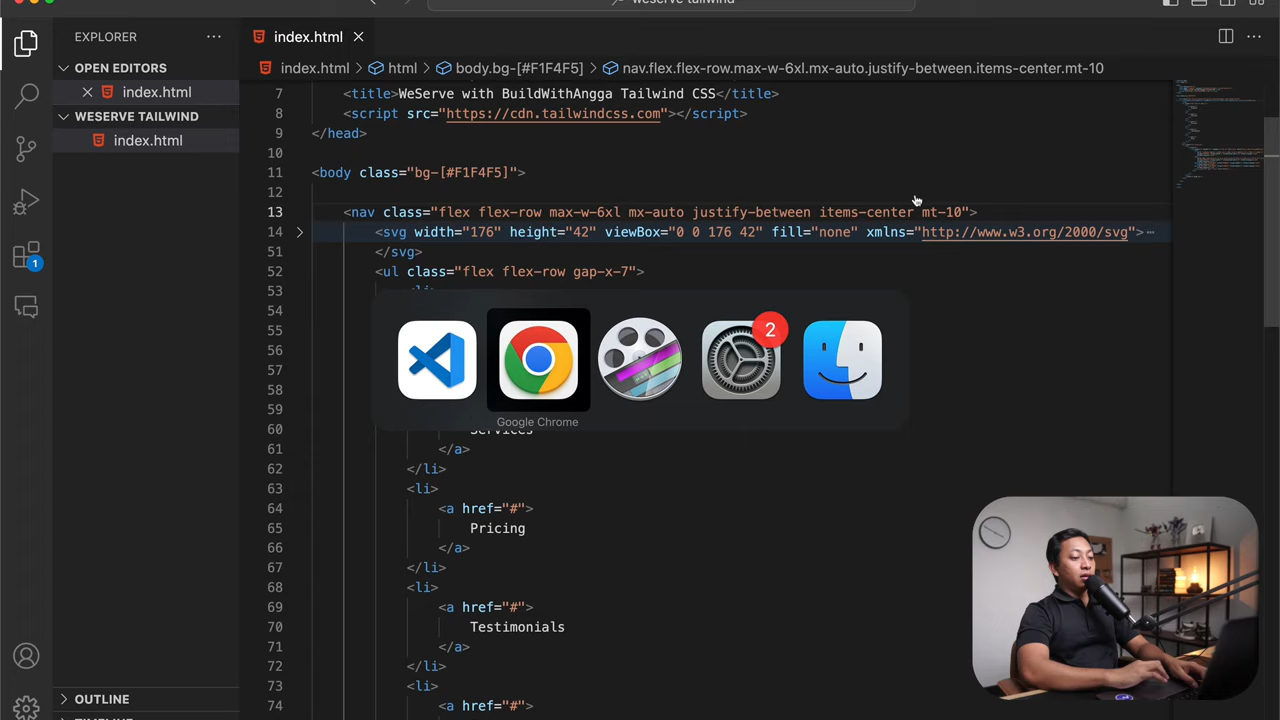 weserve tailwind
EXPLORER
index.html
index.html > html > body.bg-[#F1F4F5] > nav.flex.flex-row.max-w-6xl.mx-auto.justify-between.items-center.mt-10
OPEN EDITORS
index.html
WESERVE TAILWIND
index.html
7 <title>WeServe with BuildWithAngga Tailwind CSS</title>
8 <script src="https://cdn.tailwindcss.com"></script>
9 </head>
10
11 <body class="bg-[#F1F4F5]">
12
13 <nav class="flex flex-row max-w-6xl mx-auto justify-between items-center mt-10">
14 <svg width="176" height="42" viewBox="0 0 176 42" fill="none" xmlns="http://www.w3.org/2000/svg">
51 </svg>
52 <ul class="flex flex-row gap-x-7">
53 <li>
54
55
56
57
58
59
2
Google Chrome
60 Services
61 </a>
62 </li>
63 <li>
64 <a href="#">
65 Pricing
66 </a>
67 </li>
68 <li>
69 <a href="#">
70 Testimonials
71 </a>
72 </li>
73 <li>
74 <a href="#">
1
OUTLINE